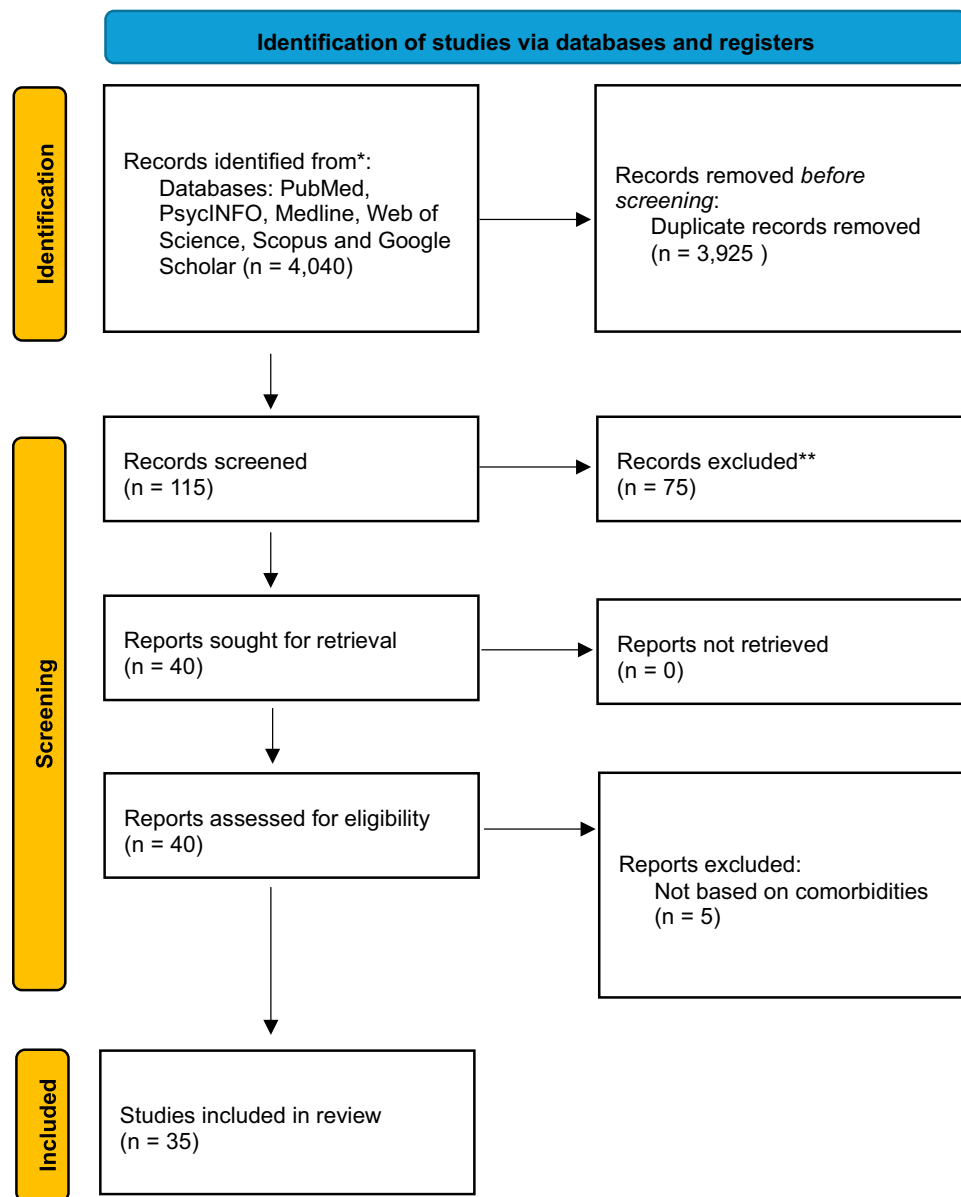 Identification of studies via databases and registers
Identification
Records identified from*:
Databases: PubMed,
PsycINFO, Medline, Web of
Science, Scopus and Google
Scholar (n = 4,040)
Records removed before
screening:
Duplicate records removed
(n = 3,925 )
Screening
Records screened
(n = 115)
Records excluded**
(n = 75)
Reports sought for retrieval
(n = 40)
Reports not retrieved
(n = 0)
Reports assessed for eligibility
(n = 40)
Reports excluded:
Not based on comorbidities
(n = 5)
Included
Studies included in review
(n = 35)